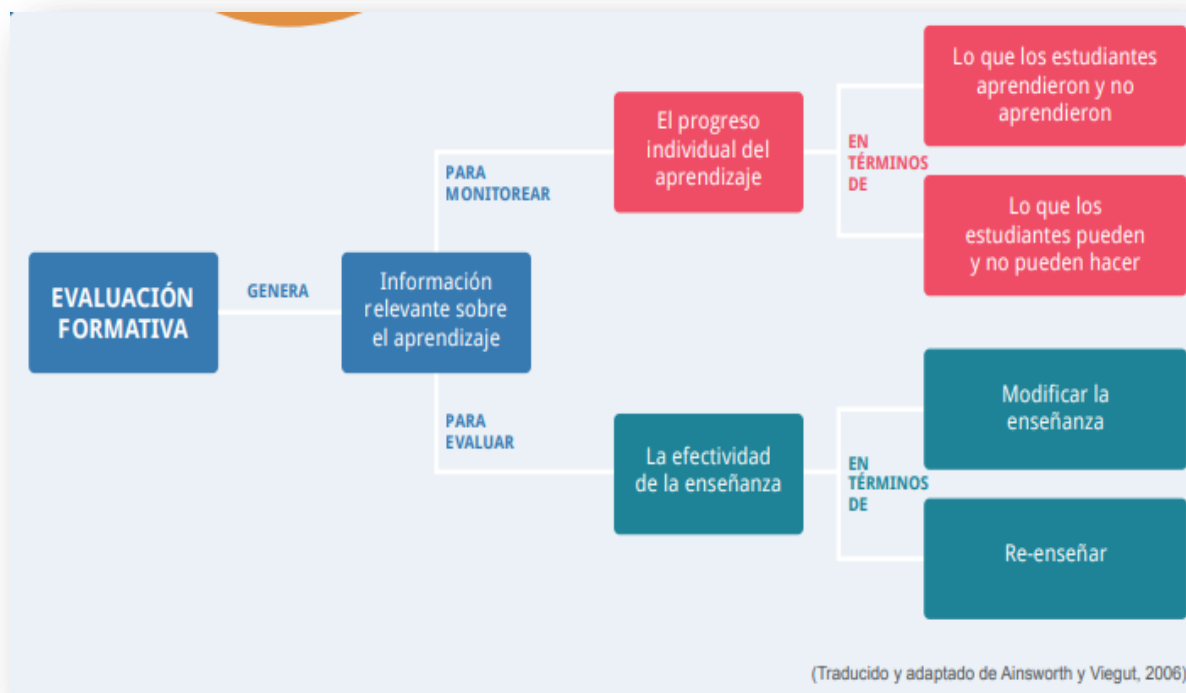 EVALUACIÓN
FORMATIVA
GENERA
Información
relevante sobre
el aprendizaje
PARA
MONITOREAR
El progreso
individual del
aprendizaje
EN
TÉRMINOS
DE
Lo que los estudiantes
aprendieron y no
aprendieron
Lo que los
estudiantes pueden
y no pueden hacer
PARA
EVALUAR
La efectividad
de la enseñanza
EN
TÉRMINOS
DE
Modificar la
enseñanza
Re-enseñar
(Traducido y adaptado de Ainsworth y Viegut, 2006)